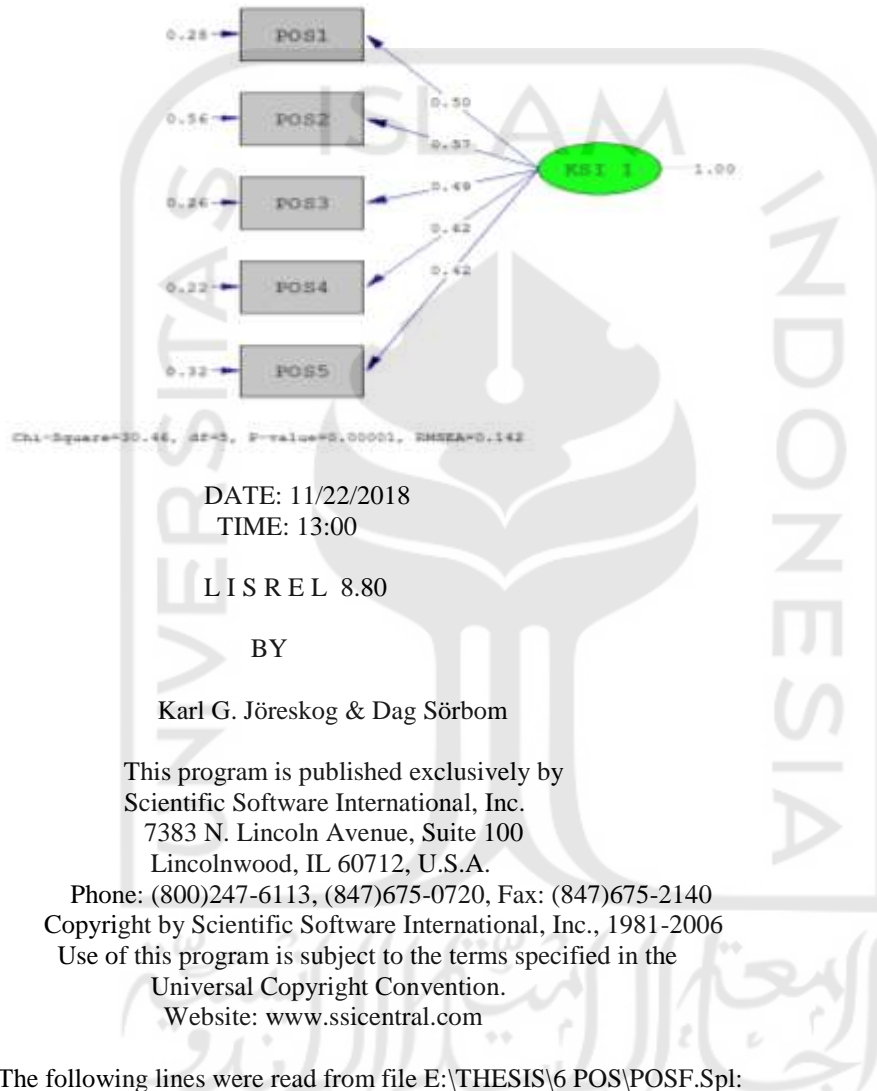 0.28
POS1
0.56
POS2
0.26
POS3
0.22
POS4
0.32
POS5
0.50
0.57
0.49
0.62
0.62
KSI 1
1.00
Chi-Square=30.46, df=5, P-value=0.00001, RMSEA=0.142
DATE: 11/22/2018
TIME: 13:00
L I S R E L 8.80
BY
Karl G. Jöreskog & Dag Sörbom
This program is published exclusively by
Scientific Software International, Inc.
7383 N. Lincoln Avenue, Suite 100
Lincolnwood, IL 60712, U.S.A.
Phone: (800)247-6113, (847)675-0720, Fax: (847)675-2140
Copyright by Scientific Software International, Inc., 1981-2006
Use of this program is subject to the terms specified in the
Universal Copyright Convention.
Website: www.ssicentral.com
The following lines were read from file E:\THESIS\6 POS\POSF.Spl:
ISLAM
UNIVERSITAS
INDONESIA